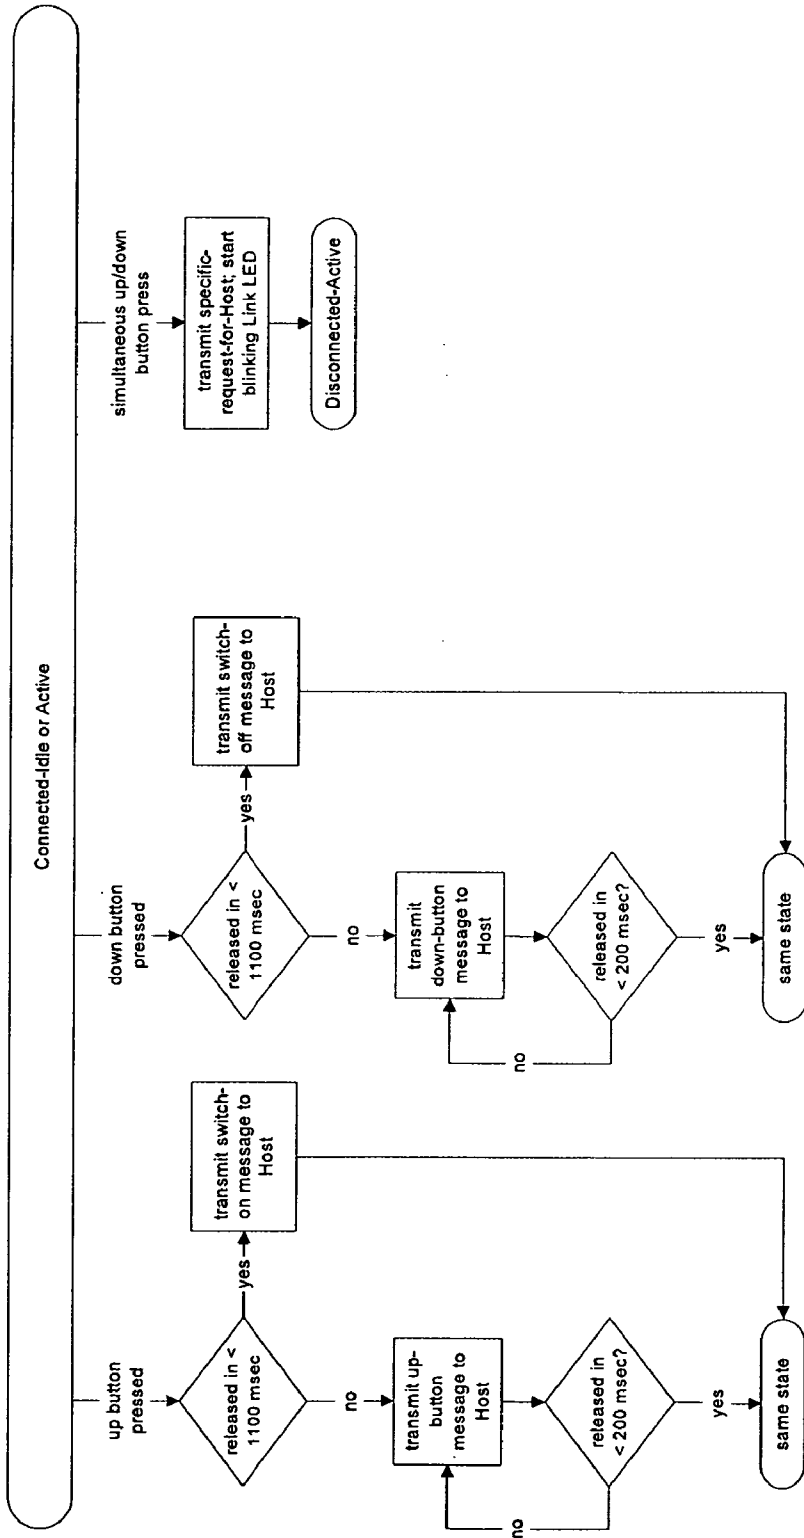 Connected-Idle or Active
up button
pressed
released in <
1100 msec
yes
transmit switch-
on message to
Host
no
transmit up-
button
message to
Host
released in
< 200 msec?
no
yes
same state
down button
pressed
released in <
1100 msec
yes
transmit switch-
off message to
Host
no
transmit
down-button
message to
Host
released in
< 200 msec?
no
yes
same state
simultaneous up/down
button press
transmit specific-
request-for-Host; start
blinking Link LED
Disconnected-Active